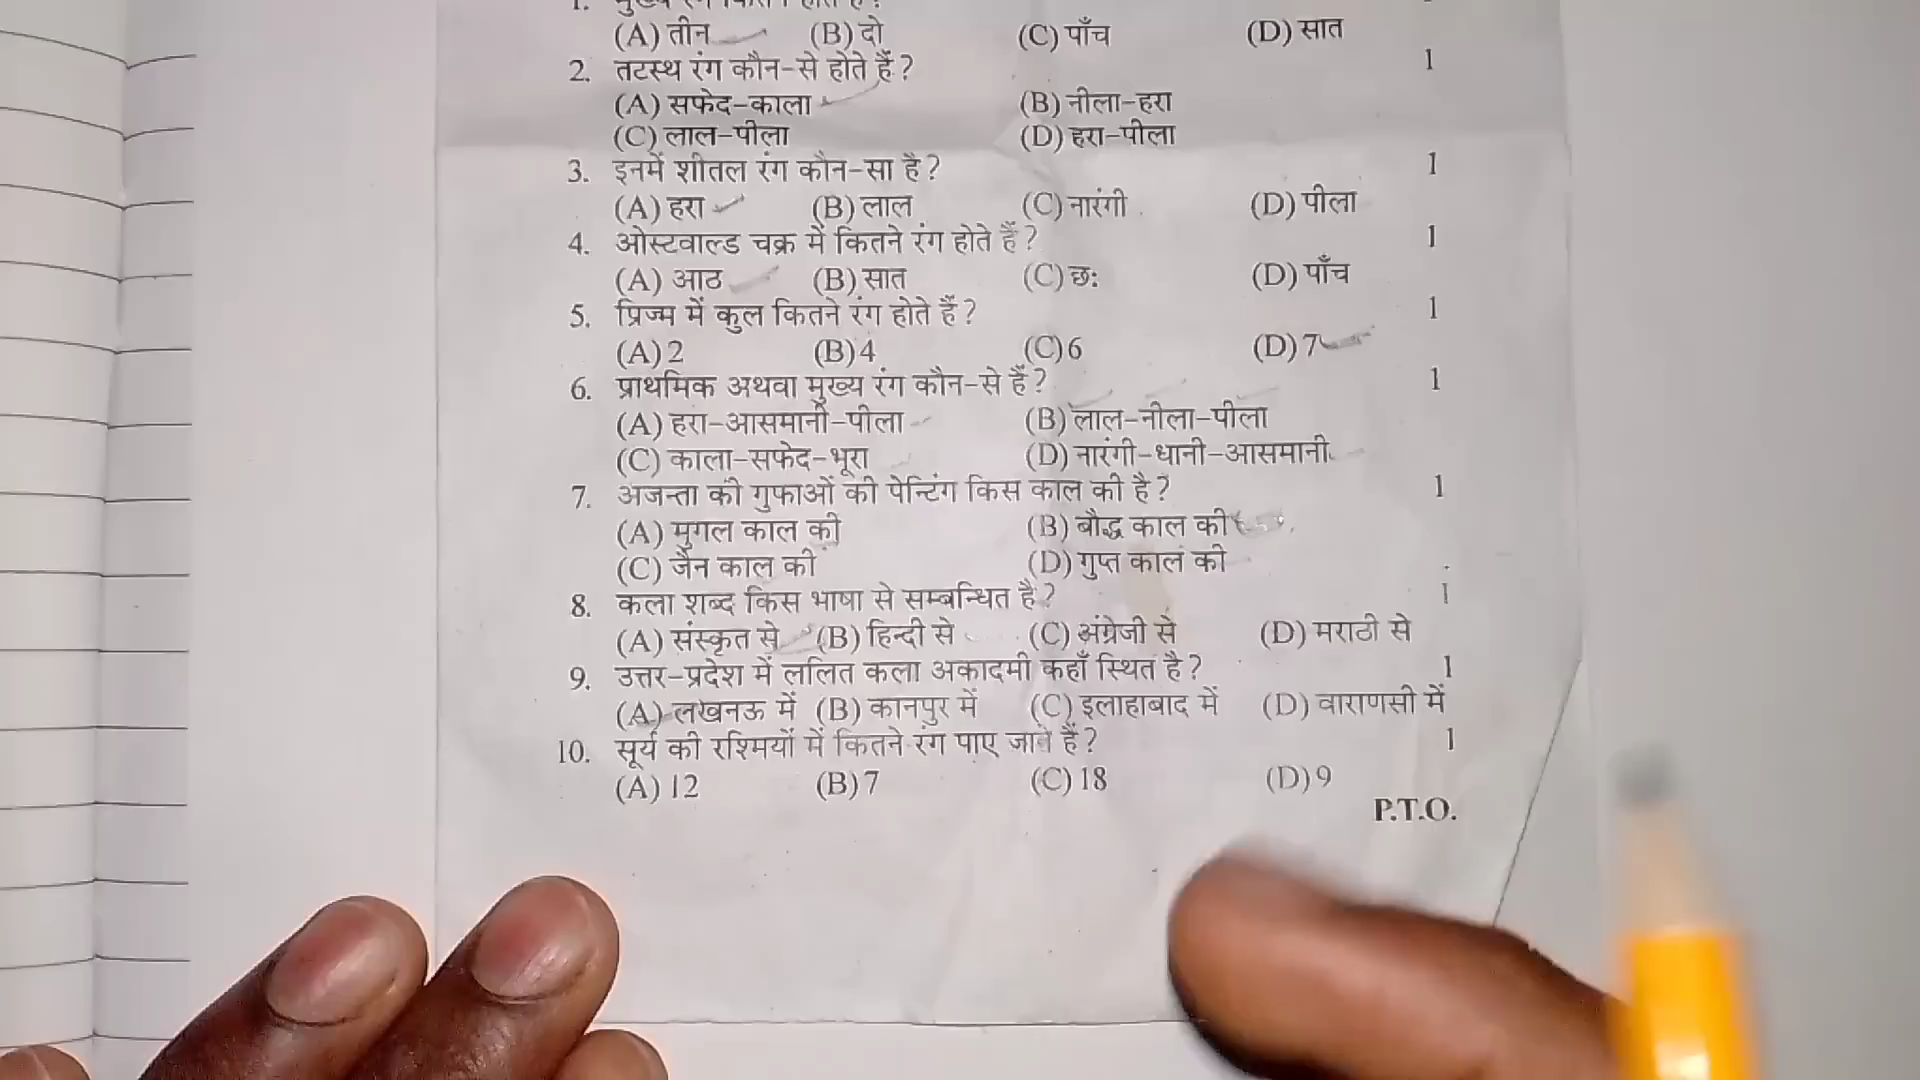 1. मुख्य रंग कितने होते हैं? 1
(A) तीन (B) दो (C) पाँच (D) सात
2. तटस्थ रंग कौन-से होते हैं? 1
(A) सफेद-काला (B) नीला-हरा
(C) लाल-पीला (D) हरा-पीला
3. इनमें शीतल रंग कौन-सा है? 1
(A) हरा (B) लाल (C) नारंगी (D) पीला
4. ओस्टवाल्ड चक्र में कितने रंग होते हैं? 1
(A) आठ (B) सात (C) छः (D) पाँच
5. प्रिज्म में कुल कितने रंग होते हैं? 1
(A) 2 (B) 4 (C) 6 (D) 7
6. प्राथमिक अथवा मुख्य रंग कौन-से हैं? 1
(A) हरा-आसमानी-पीला (B) लाल-नीला-पीला
(C) काला-सफेद-भूरा (D) नारंगी-धानी-आसमानी
7. अजन्ता की गुफाओं की पेन्टिंग किस काल की है? 1
(A) मुगल काल की (B) बौद्ध काल की
(C) जैन काल की (D) गुप्त काल की
8. कला शब्द किस भाषा से सम्बन्धित है? 1
(A) संस्कृत से (B) हिन्दी से (C) अंग्रेजी से (D) मराठी से
9. उत्तर-प्रदेश में ललित कला अकादमी कहाँ स्थित है? 1
(A) लखनऊ में (B) कानपुर में (C) इलाहाबाद में (D) वाराणसी में
10. सूर्य की रश्मियों में कितने रंग पाए जाते हैं? 1
(A) 12 (B) 7 (C) 18 (D) 9
P.T.O.